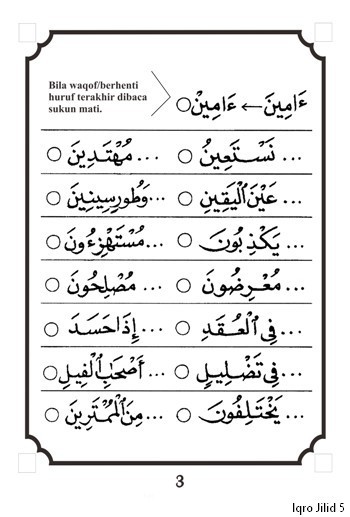 Bila waqof/berhenti
huruf terakhir dibaca
sukun mati.
ءَامِينَ ← ءَامِيْنْ ○
... نَسْتَعِينُ ○ ... مُهْتَدِينَ ○
... عَيْنَ الْيَقِينِ ○ ... وَطُورِسِينِينَ ○
... يَكْذِبُونَ ○ ... مُسْتَهْزِءُونَ ○
... مُعْرِضُونَ ○ ... مُصْلِحُونَ ○
... فِى الْعُقَدِ ○ ... إِذَا حَسَدَ ○
... فِى تَضْلِيلٍ ○ ... أَصْحَابِ الْفِيلِ ○
... يَخْتَلِفُونَ ○ ... مِنَ الْمُمْتَرِينَ ○
3
Iqro Jilid 5